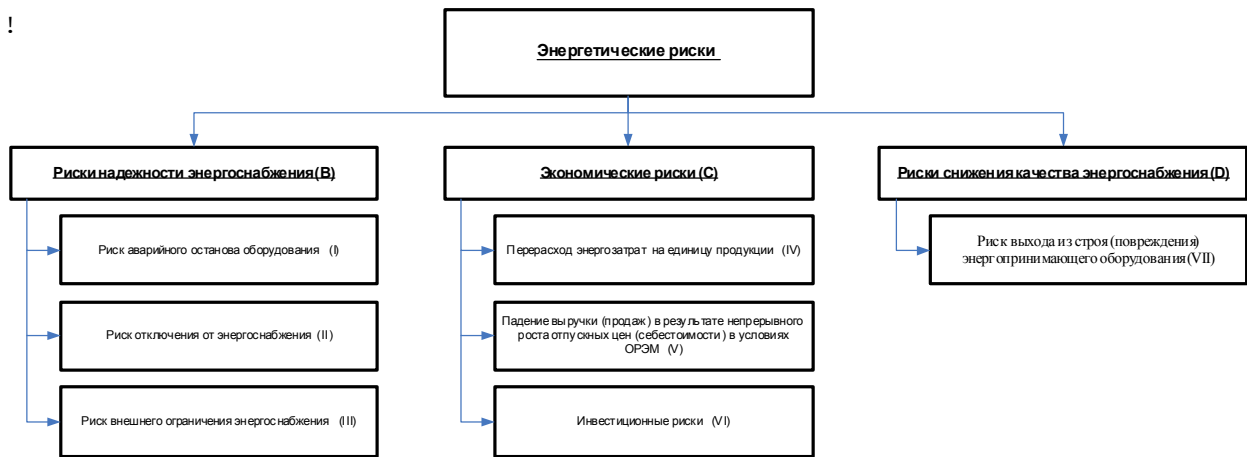 !
Энергетические риски
Риски надежности энергоснабжения (B)
Риск аварийного останова оборудования (I)
Риск отключения от энергоснабжения (II)
Риск внешнего ограничения энергоснабжения (III)
Экономические риски (C)
Перерасход энергозатрат на единицу продукции (IV)
Падение выручки (продаж) в результате непрерывного
роста отпускных цен (себестоимости) в условиях
ОРЭМ (V)
Инвестиционные риски (VI)
Риски снижения качества энергоснабжения (D)
Риск выхода из строя (повреждения)
энергопринимающего оборудования (VII)